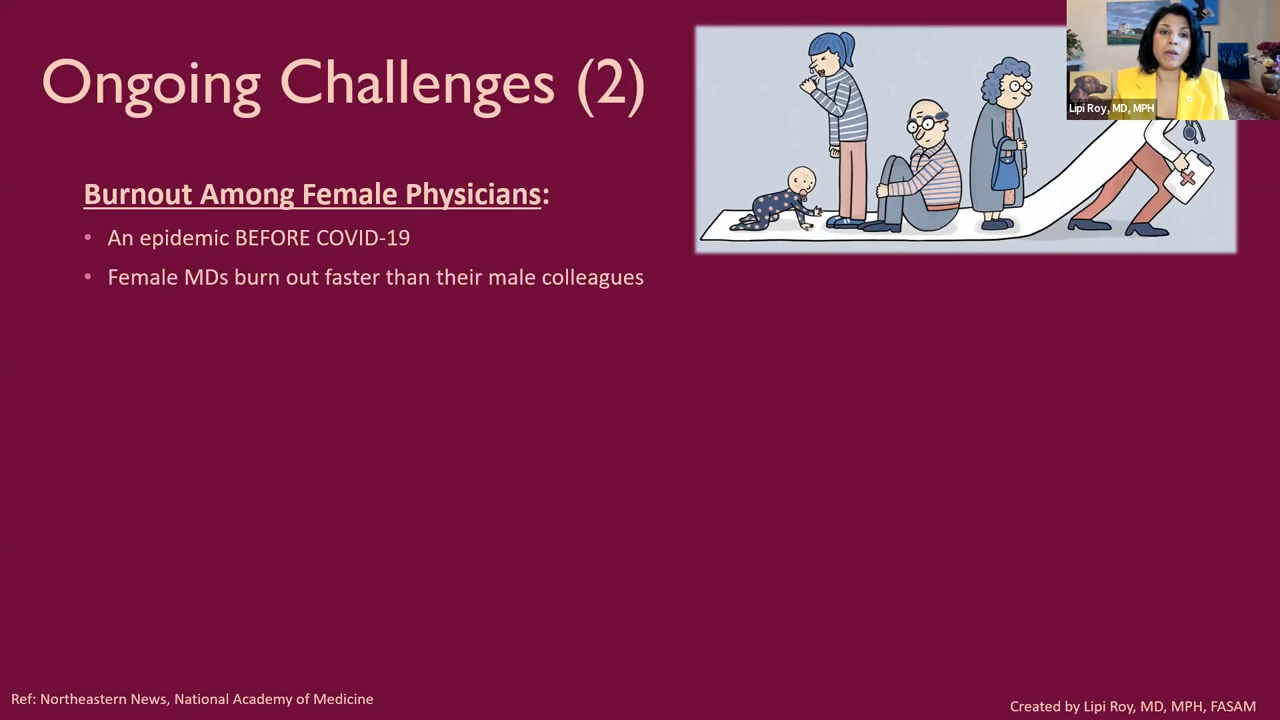 Ongoing Challenges (2)
Lipi Roy, MD, MPH
Burnout Among Female Physicians:
• An epidemic BEFORE COVID-19
• Female MDs burn out faster than their male colleagues
Ref: Northeastern News, National Academy of Medicine
Created by Lipi Roy, MD, MPH, FASAM